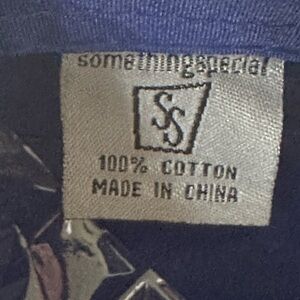 somethingspecial
SS
100% COTTON
MADE IN CHINA